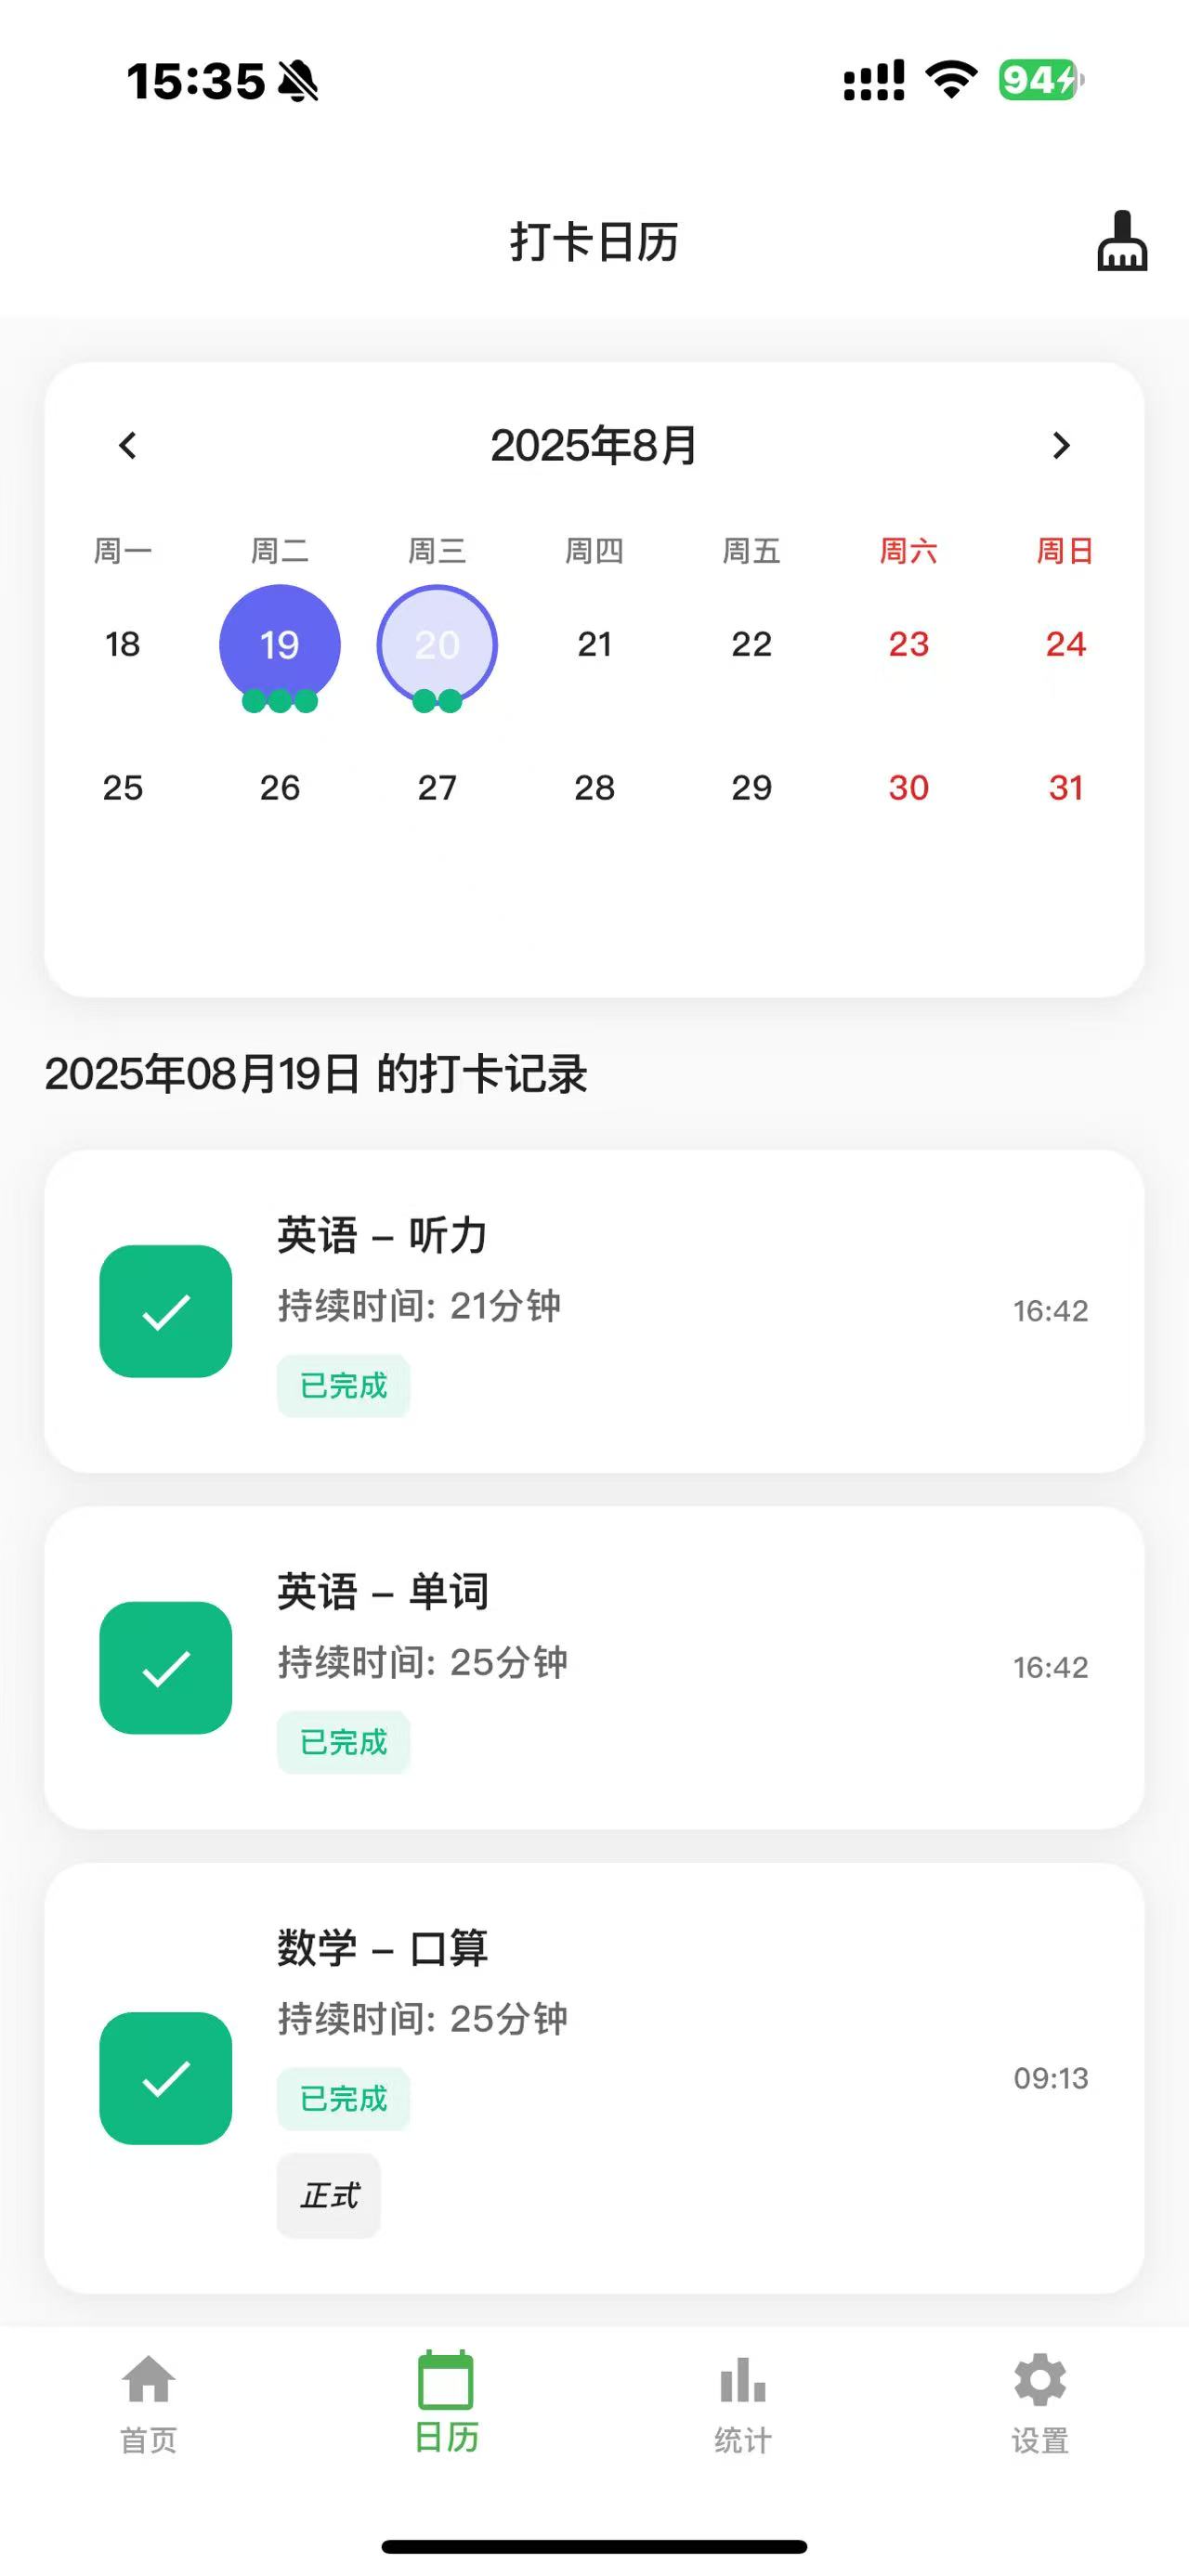 15:35
94
打卡日历
2025年8月
周一 周二 周三 周四 周五 周六 周日
18 19 20 21 22 23 24
25 26 27 28 29 30 31
2025年08月19日 的打卡记录
英语 – 听力
持续时间: 21分钟
16:42
已完成
英语 – 单词
持续时间: 25分钟
16:42
已完成
数学 – 口算
持续时间: 25分钟
已完成
09:13
正式
首页 日历 统计 设置